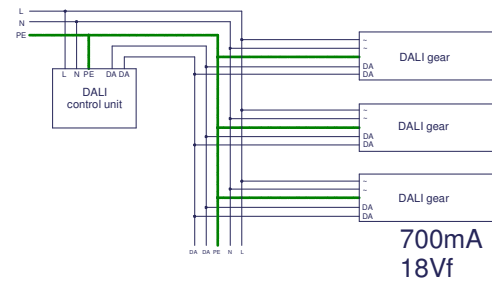 L
N
PE
L N PE DA DA
DALI
control unit
~
~
DA
DA
DALI gear
~
~
DA
DA
DALI gear
~
~
DA
DA
DALI gear
700mA
18Vf
DA DA PE N L